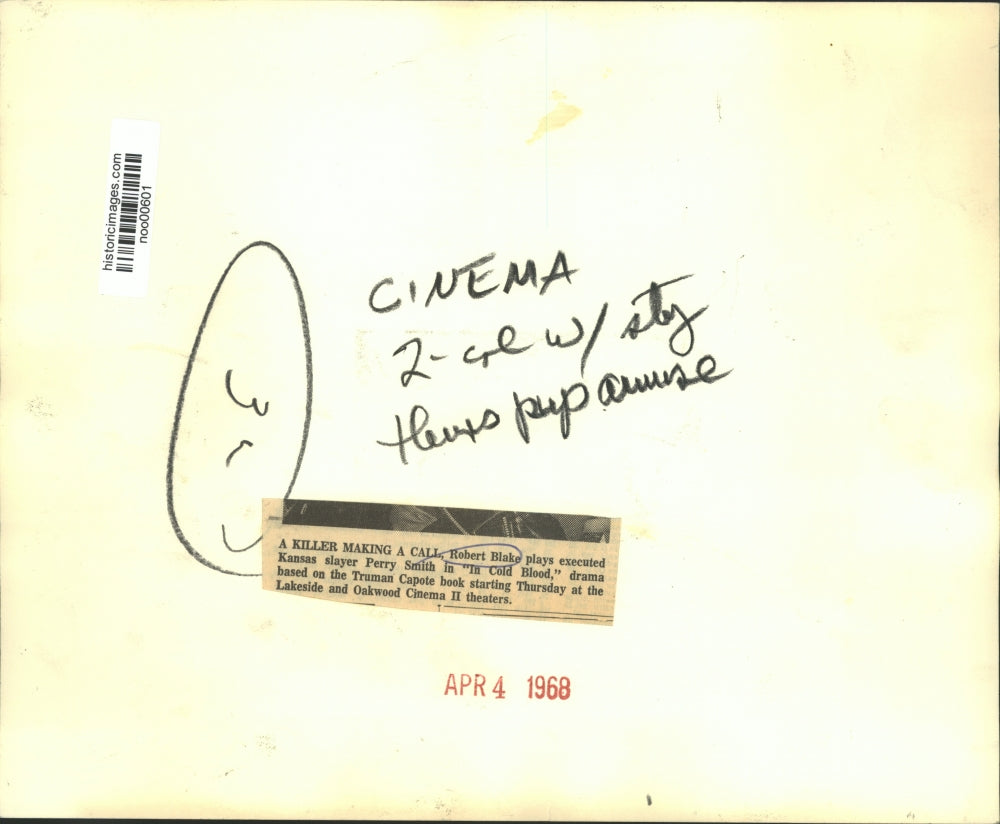 historicimages.com
noo00601
CINEMA
2-col w/ sty
thurs pup amuse
A KILLER MAKING A CALL, Robert Blake plays executed
Kansas slayer Perry Smith in "In Cold Blood," drama
based on the Truman Capote book starting Thursday at the
Lakeside and Oakwood Cinema II theaters.
APR 4 1968